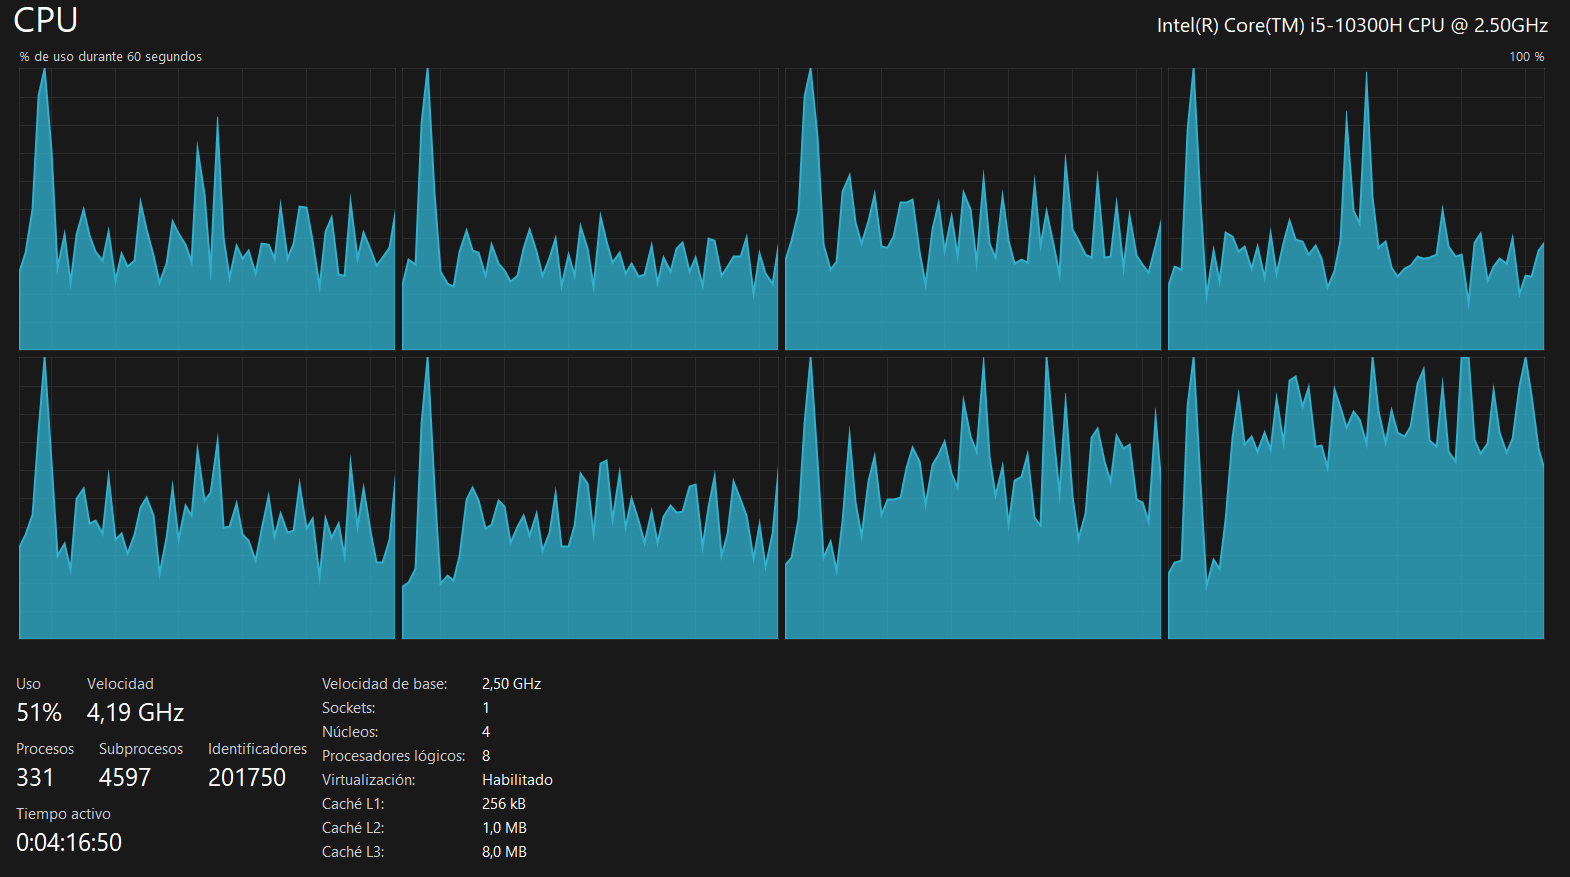 CPU
Intel(R) Core(TM) i5-10300H CPU @ 2.50GHz
% de uso durante 60 segundos
100 %
Uso
Velocidad
51%
4,19 GHz
Procesos
Subprocesos
Identificadores
331
4597
201750
Tiempo activo
0:04:16:50
Velocidad de base: 2,50 GHz
Sockets: 1
Núcleos: 4
Procesadores lógicos: 8
Virtualización: Habilitado
Caché L1: 256 kB
Caché L2: 1,0 MB
Caché L3: 8,0 MB